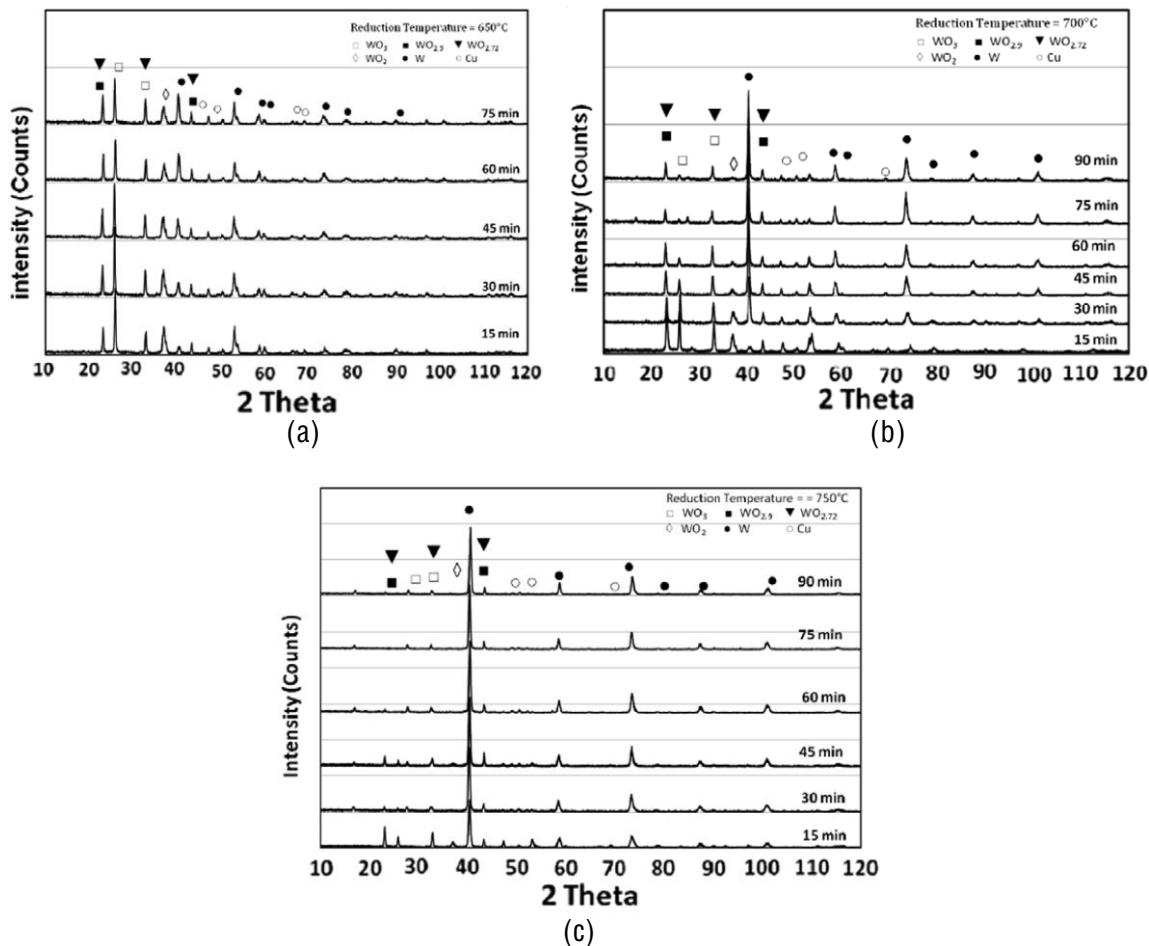 Reduction Temperature = 650°C
□ WO3 ■ WO2.9 ▼ WO2.72
◊ WO2 ● W ○ Cu
75 min
60 min
45 min
30 min
15 min
intensity (Counts)
10 20 30 40 50 60 70 80 90 100 110 120
2 Theta
(a)
Reduction Temperature = 700°C
□ WO3 ■ WO2.9 ▼ WO2.72
◊ WO2 ● W ○ Cu
90 min
75 min
60 min
45 min
30 min
15 min
intensity (Counts)
10 20 30 40 50 60 70 80 90 100 110 120
2 Theta
(b)
Reduction Temperature = = 750°C
□ WO3 ■ WO2.9 ▼ WO2.72
◊ WO2 ● W ○ Cu
90 min
75 min
60 min
45 min
30 min
15 min
Intensity (Counts)
10 20 30 40 50 60 70 80 90 100 110 120
2 Theta
(c)